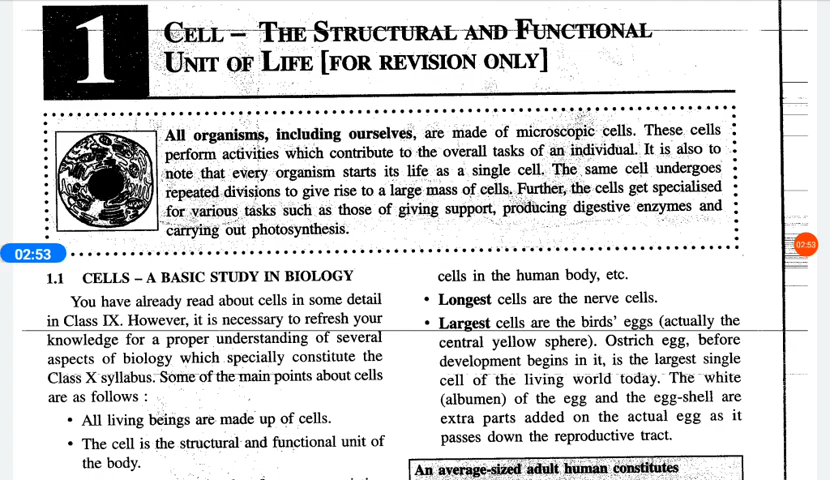 1
CELL – THE STRUCTURAL AND FUNCTIONAL
UNIT OF LIFE [FOR REVISION ONLY]
All organisms, including ourselves, are made of microscopic cells. These cells
perform activities which contribute to the overall tasks of an individual. It is also to
note that every organism starts its life as a single cell. The same cell undergoes
repeated divisions to give rise to a large mass of cells. Further, the cells get specialised
for various tasks such as those of giving support, producing digestive enzymes and
carrying out photosynthesis.
02:53
02:53
1.1 CELLS – A BASIC STUDY IN BIOLOGY
You have already read about cells in some detail
in Class IX. However, it is necessary to refresh your
knowledge for a proper understanding of several
aspects of biology which specially constitute the
Class X syllabus. Some of the main points about cells
are as follows :
• All living beings are made up of cells.
• The cell is the structural and functional unit of
the body.
cells in the human body, etc.
• Longest cells are the nerve cells.
• Largest cells are the birds' eggs (actually the
central yellow sphere). Ostrich egg, before
development begins in it, is the largest single
cell of the living world today. The white
(albumen) of the egg and the egg-shell are
extra parts added on the actual egg as it
passes down the reproductive tract.
An average-sized adult human constitutes